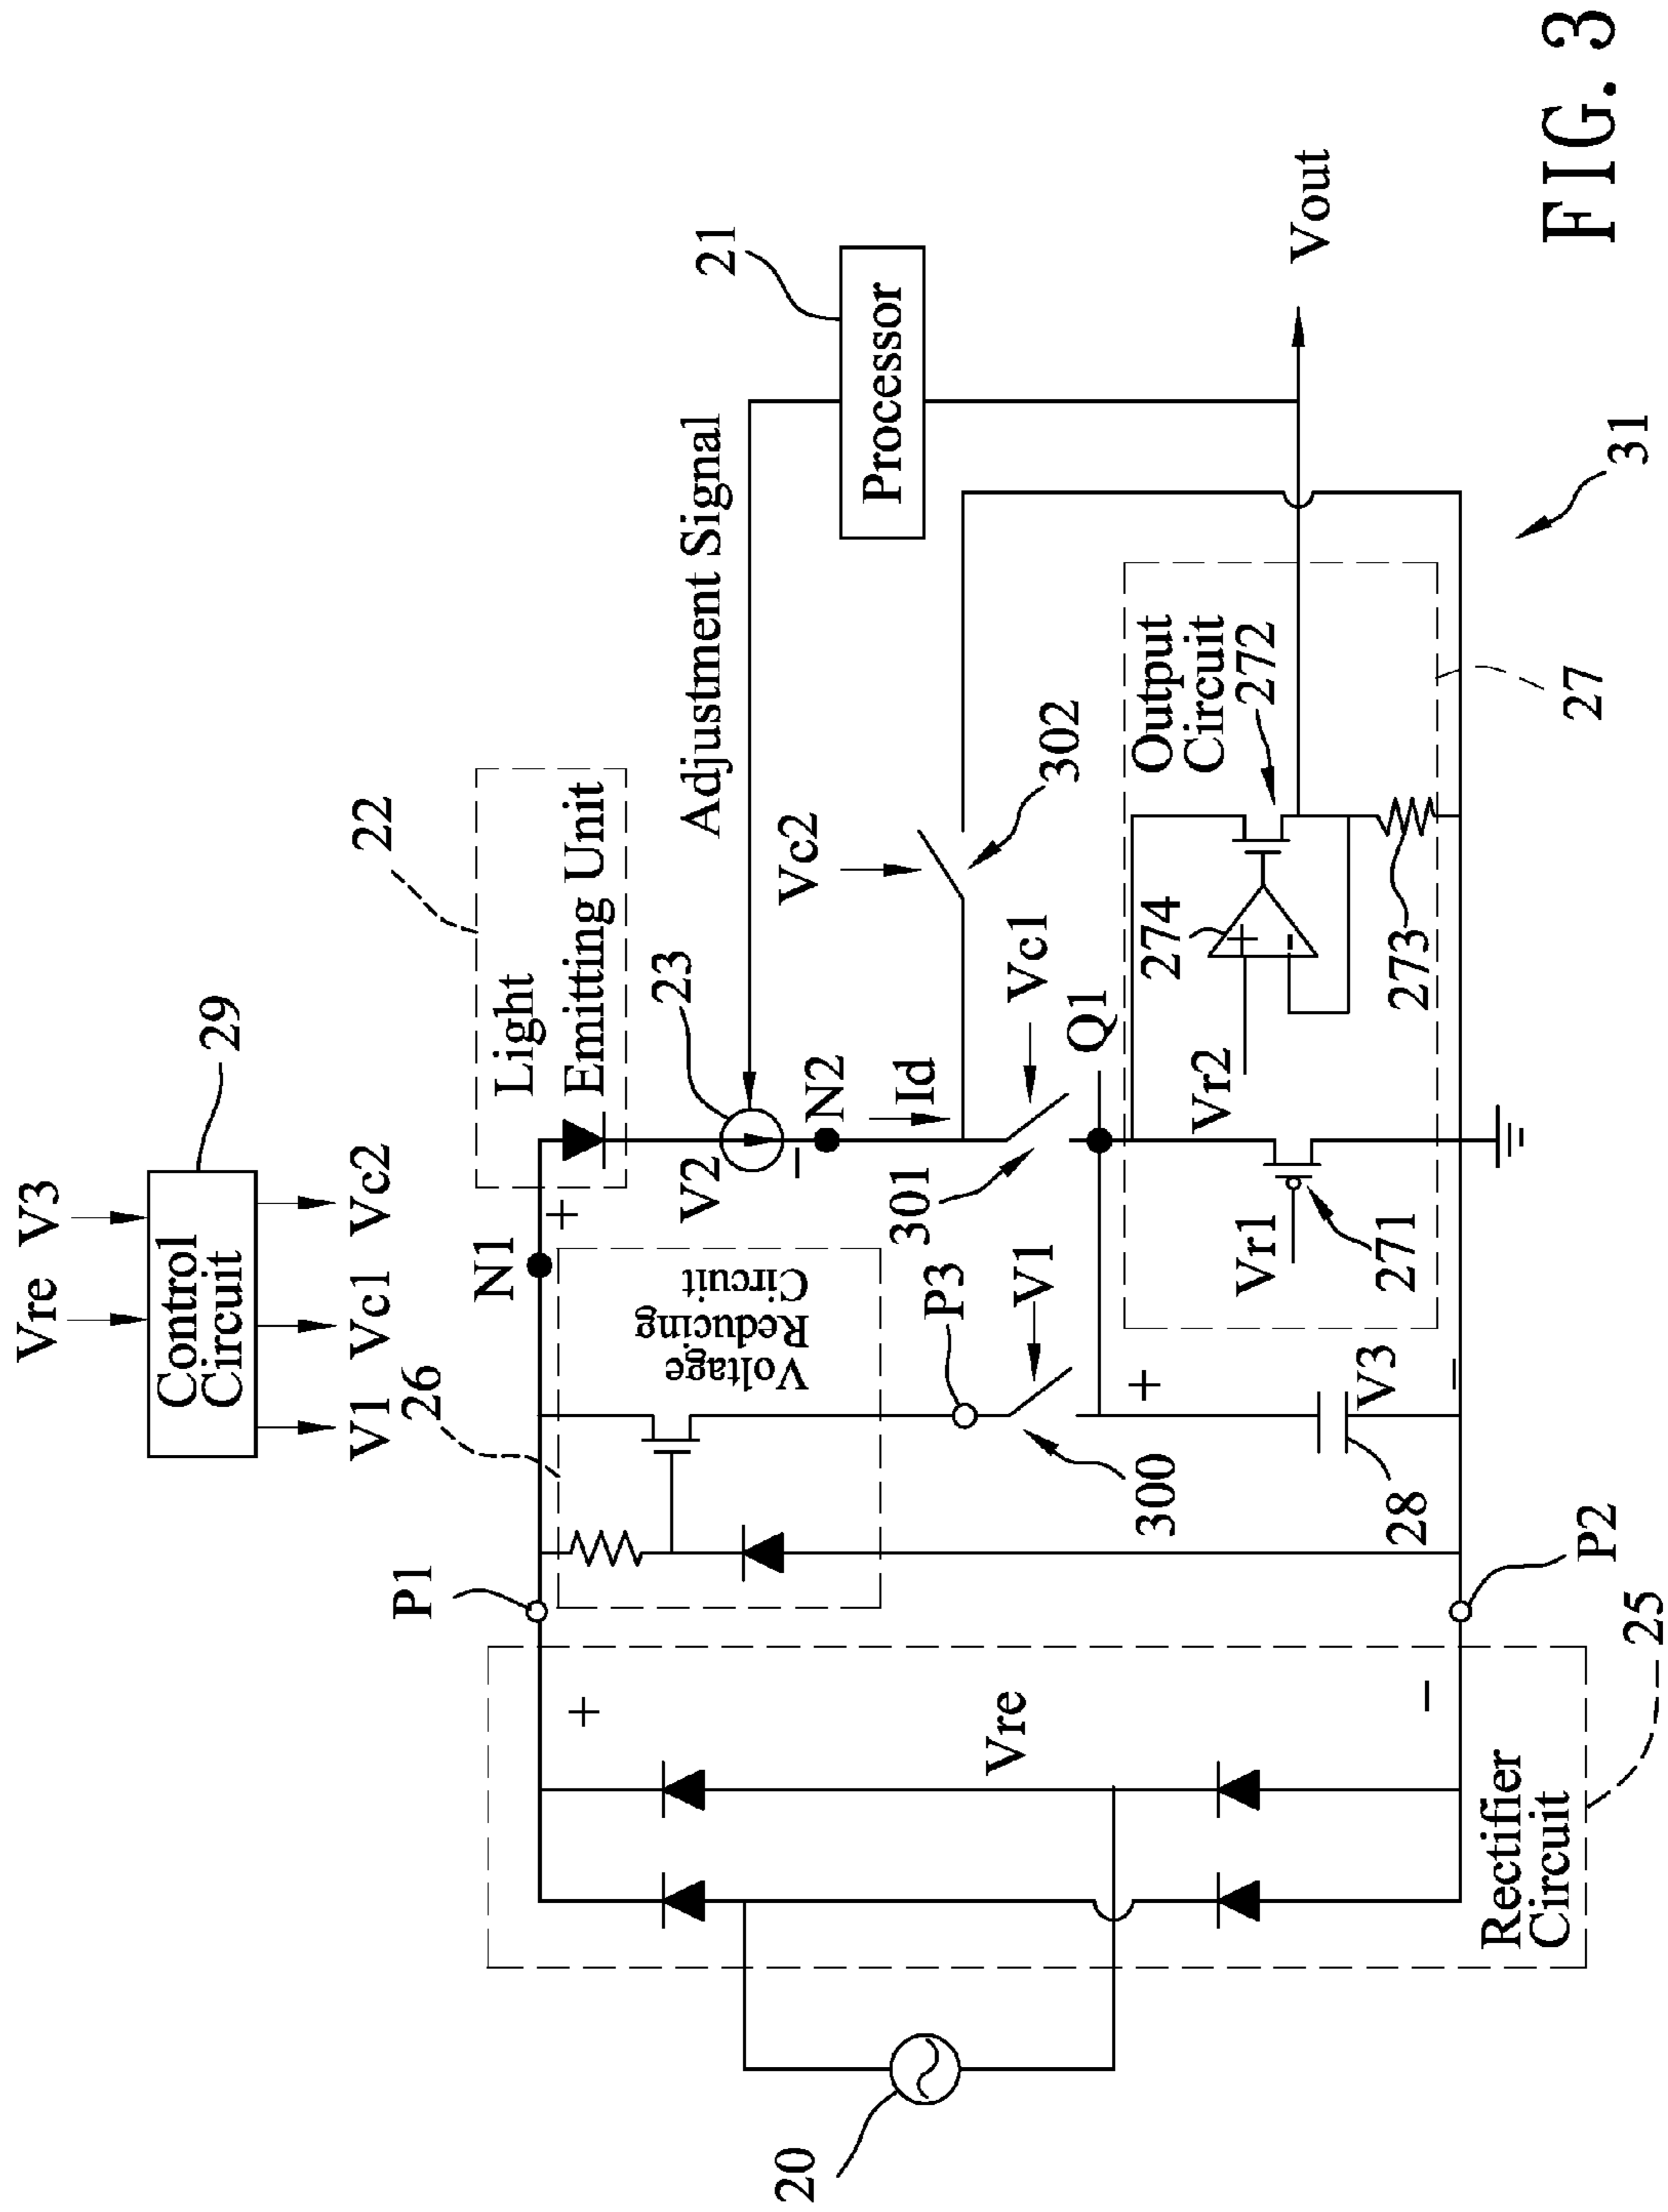 Vre V3
Control
Circuit
29
V1 Vc1 Vc2
22
Light
Emitting Unit
P1
26
N1
+
Voltage
Reducing
Circuit
V2
−
23
Adjustment Signal
21
Processor
N2
Id
Vc2
302
P3
301
Vc1
V1
300
Q1
20
+
Vre
−
Rectifier
Circuit
25
P2
28
+
V3
−
Vr1
271
Vr2
274
+
-
273
Output
Circuit
272
27
Vout
31
FIG. 3